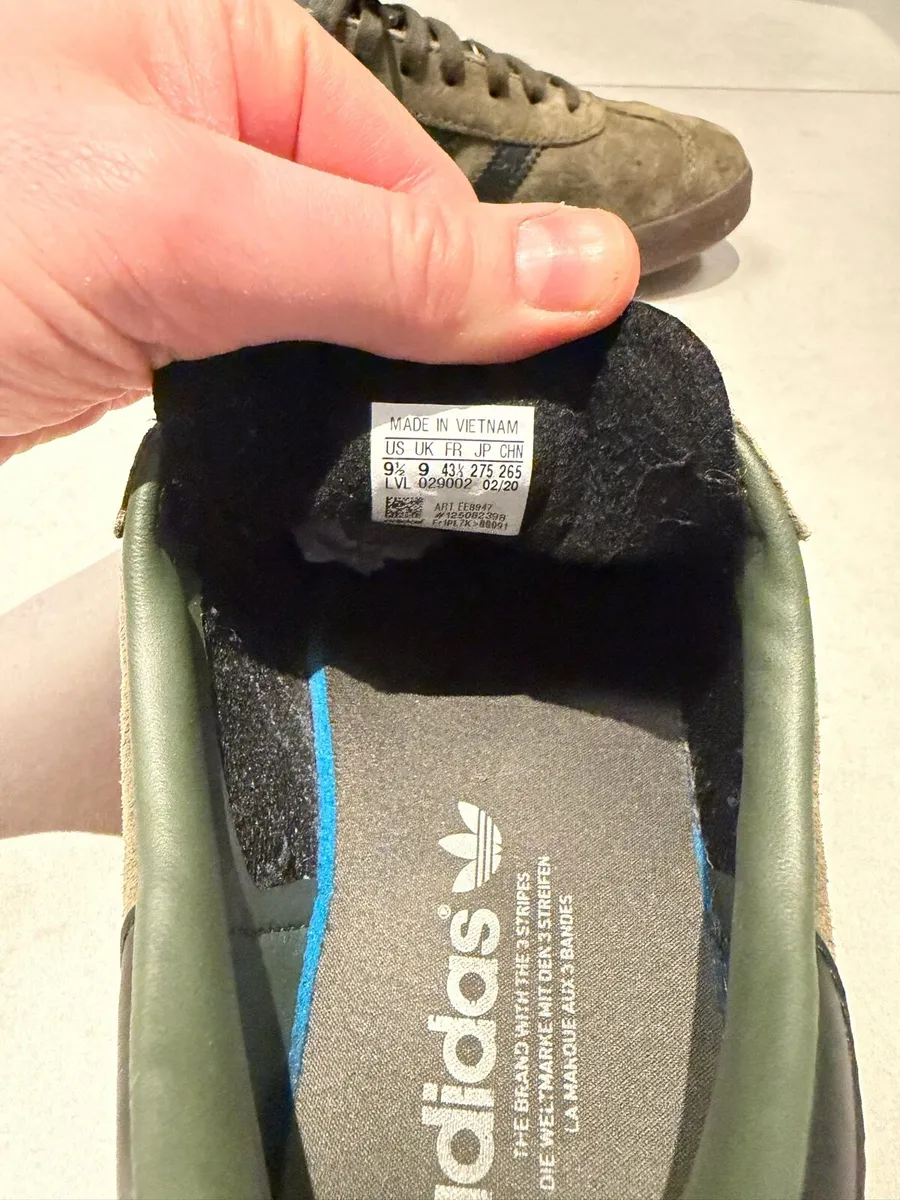 MADE IN VIETNAM
US UK FR JP CHN
9½ 9 43⅓ 275 265
LVL 029002 02/20
ART EE8947
#125082398
adidas®
THE BRAND WITH THE 3 STRIPES
DIE WELTMARKE MIT DEN 3 STREIFEN
LA MARQUE AUX 3 BANDES